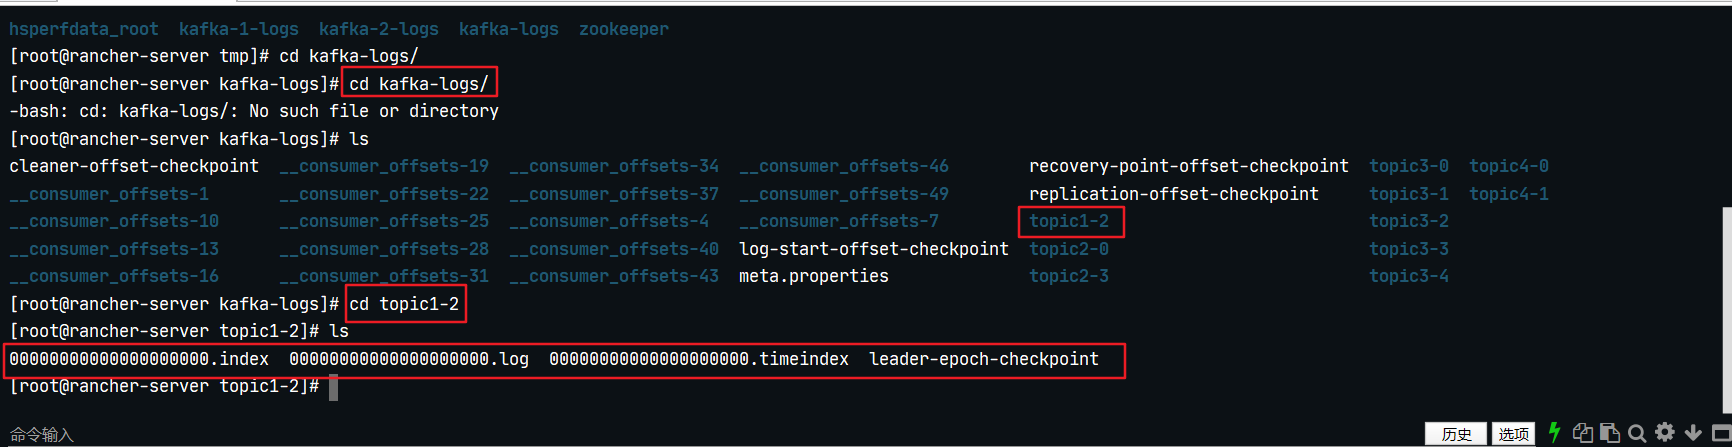 hsperfdata_root  kafka-1-logs  kafka-2-logs  kafka-logs  zookeeper
[root@rancher-server tmp]# cd kafka-logs/
[root@rancher-server kafka-logs]# cd kafka-logs/
-bash: cd: kafka-logs/: No such file or directory
[root@rancher-server kafka-logs]# ls
cleaner-offset-checkpoint  __consumer_offsets-19  __consumer_offsets-34  __consumer_offsets-46  recovery-point-offset-checkpoint  topic3-0  topic4-0
__consumer_offsets-1  __consumer_offsets-22  __consumer_offsets-37  __consumer_offsets-49  replication-offset-checkpoint  topic3-1  topic4-1
__consumer_offsets-10  __consumer_offsets-25  __consumer_offsets-4  __consumer_offsets-7  topic1-2  topic3-2
__consumer_offsets-13  __consumer_offsets-28  __consumer_offsets-40  log-start-offset-checkpoint  topic2-0  topic3-3
__consumer_offsets-16  __consumer_offsets-31  __consumer_offsets-43  meta.properties  topic2-3  topic3-4
[root@rancher-server kafka-logs]# cd topic1-2
[root@rancher-server topic1-2]# ls
00000000000000000000.index  00000000000000000000.log  00000000000000000000.timeindex  leader-epoch-checkpoint
[root@rancher-server topic1-2]#
命令输入  历史  选项